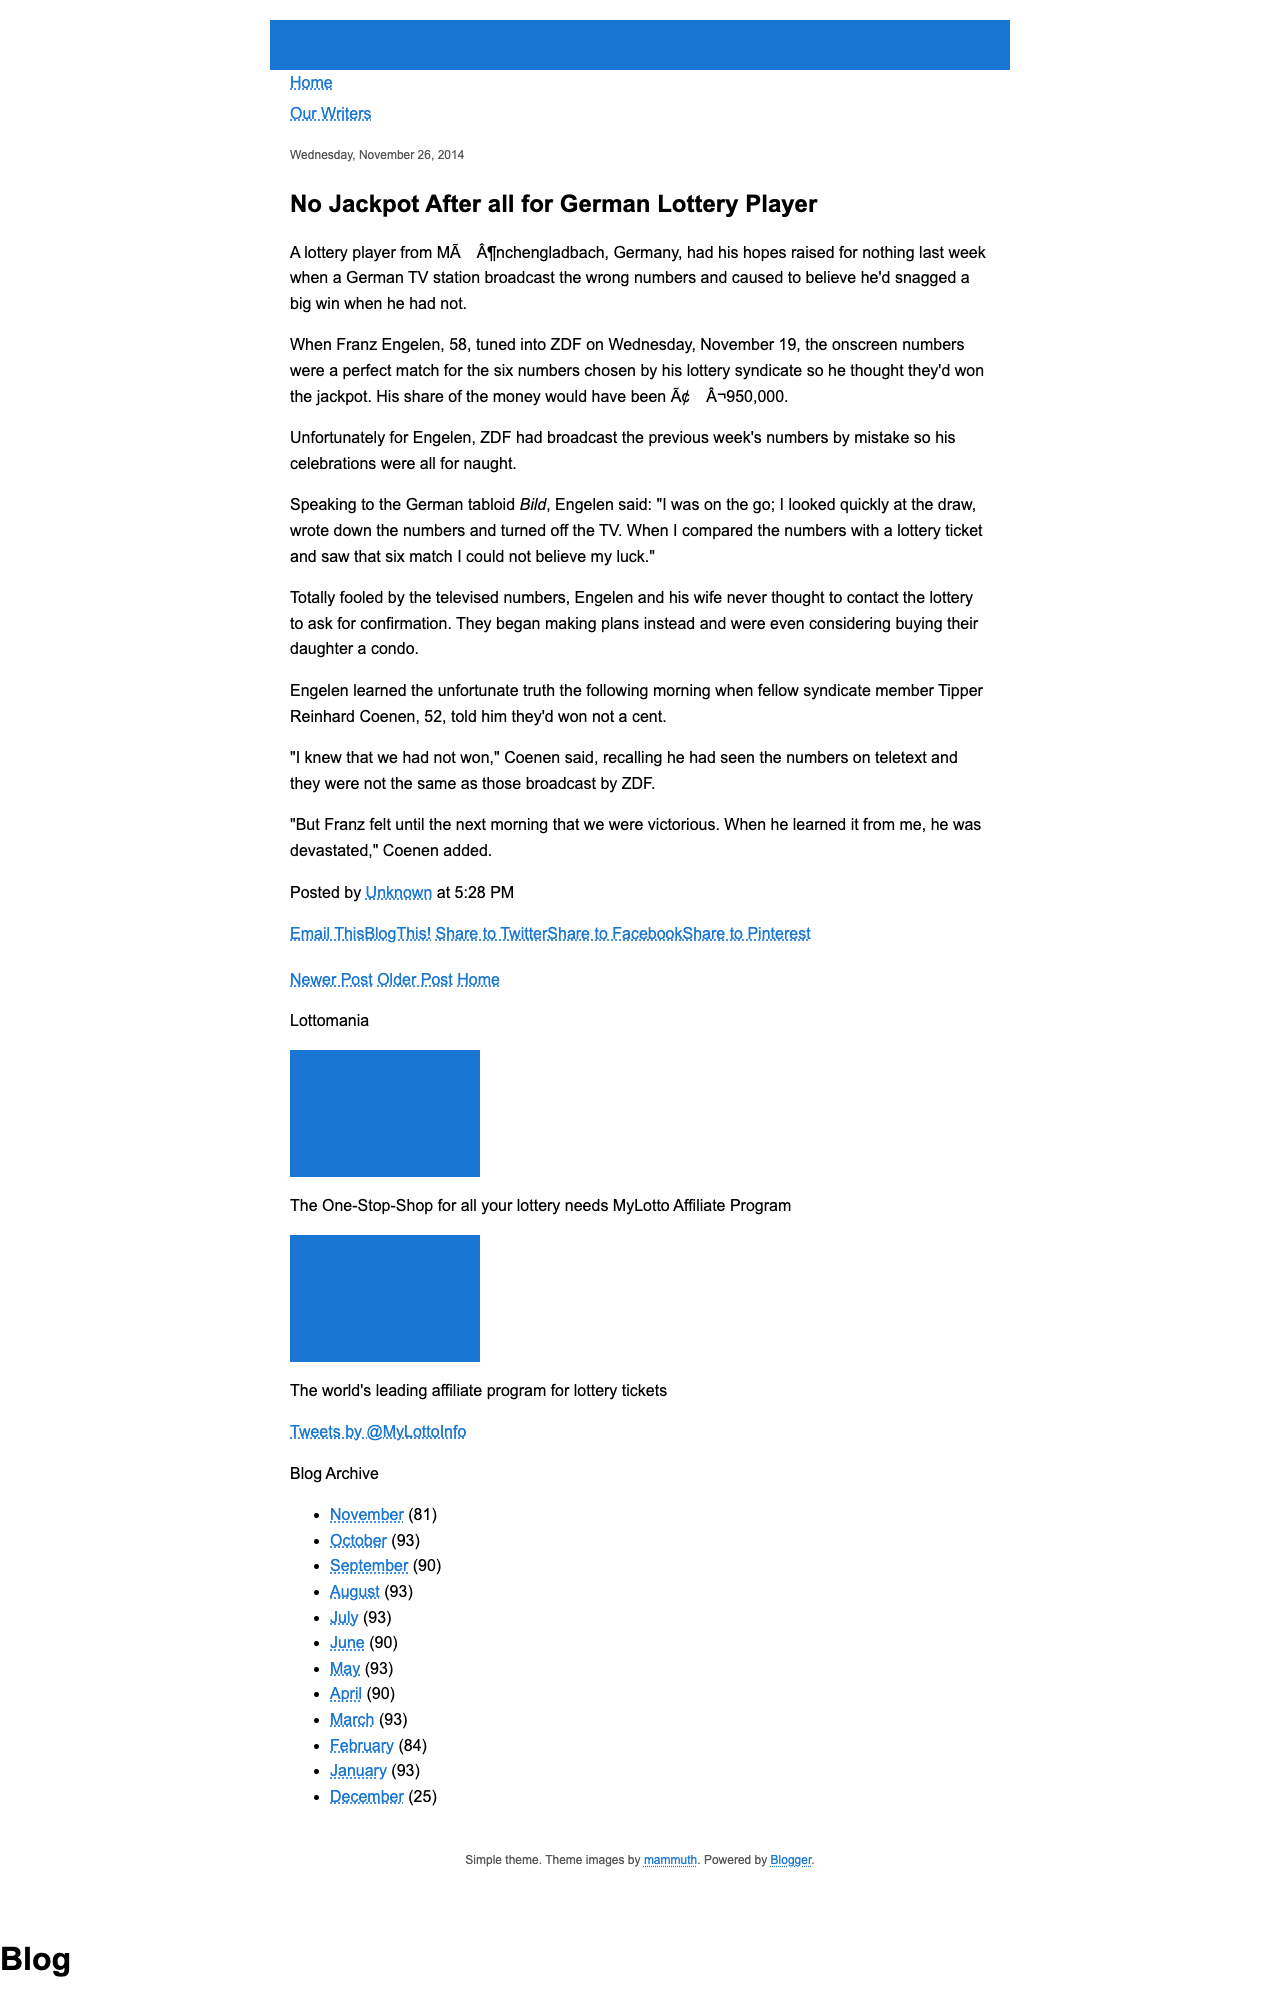 Home
Our Writers
Wednesday, November 26, 2014
No Jackpot After all for German Lottery Player
A lottery player from MÃ Â¶nchengladbach, Germany, had his hopes raised for nothing last week
when a German TV station broadcast the wrong numbers and caused to believe he'd snagged a
big win when he had not.
When Franz Engelen, 58, tuned into ZDF on Wednesday, November 19, the onscreen numbers
were a perfect match for the six numbers chosen by his lottery syndicate so he thought they'd won
the jackpot. His share of the money would have been Ã¢ Â¬950,000.
Unfortunately for Engelen, ZDF had broadcast the previous week's numbers by mistake so his
celebrations were all for naught.
Speaking to the German tabloid Bild, Engelen said: "I was on the go; I looked quickly at the draw,
wrote down the numbers and turned off the TV. When I compared the numbers with a lottery ticket
and saw that six match I could not believe my luck."
Totally fooled by the televised numbers, Engelen and his wife never thought to contact the lottery
to ask for confirmation. They began making plans instead and were even considering buying their
daughter a condo.
Engelen learned the unfortunate truth the following morning when fellow syndicate member Tipper
Reinhard Coenen, 52, told him they'd won not a cent.
"I knew that we had not won," Coenen said, recalling he had seen the numbers on teletext and
they were not the same as those broadcast by ZDF.
"But Franz felt until the next morning that we were victorious. When he learned it from me, he was
devastated," Coenen added.
Posted by Unknown at 5:28 PM
Email ThisBlogThis! Share to TwitterShare to FacebookShare to Pinterest
Newer Post Older Post Home
Lottomania
The One-Stop-Shop for all your lottery needs MyLotto Affiliate Program
The world's leading affiliate program for lottery tickets
Tweets by @MyLottoInfo
Blog Archive
November (81)
October (93)
September (90)
August (93)
July (93)
June (90)
May (93)
April (90)
March (93)
February (84)
January (93)
December (25)
Simple theme. Theme images by mammuth. Powered by Blogger.
Blog